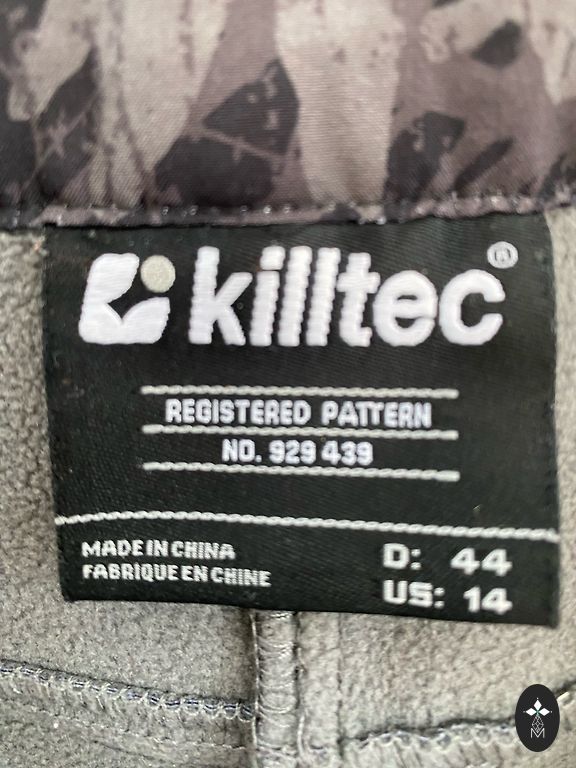 killtec®
REGISTERED PATTERN
NO. 929 439
MADE IN CHINA
FABRIQUE EN CHINE
D: 44
US: 14
M